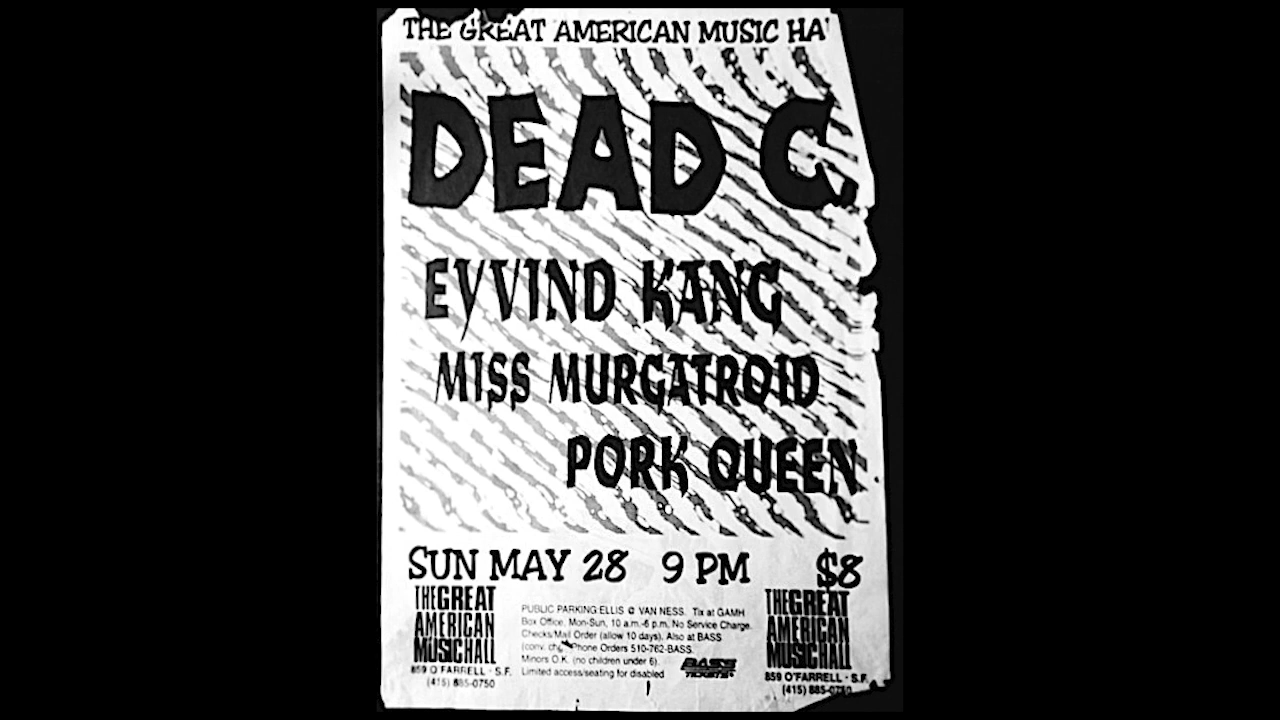 THE GREAT AMERICAN MUSIC HA
DEAD C.
EYVIND KANG
MISS MURGATROID
PORK QUEEN
SUN MAY 28 9 PM $8
THE GREAT
AMERICAN
MUSIC HALL
859 O'FARRELL · S.F.
(415) 885-0750
PUBLIC PARKING ELLIS @ VAN NESS. Tix at GAMH
Box Office, Mon-Sun, 10 a.m.-6 p.m. No Service Charge.
Checks/Mail Order (allow 10 days). Also at BASS
(conv. Phone Orders 510-762-BASS.
Minors O.K. (no children under 6).
Limited access/seating for disabled
BASS
TICKETS
THE GREAT
AMERICAN
MUSIC HALL
859 O'FARRELL · S.F.
(415) 885-0750